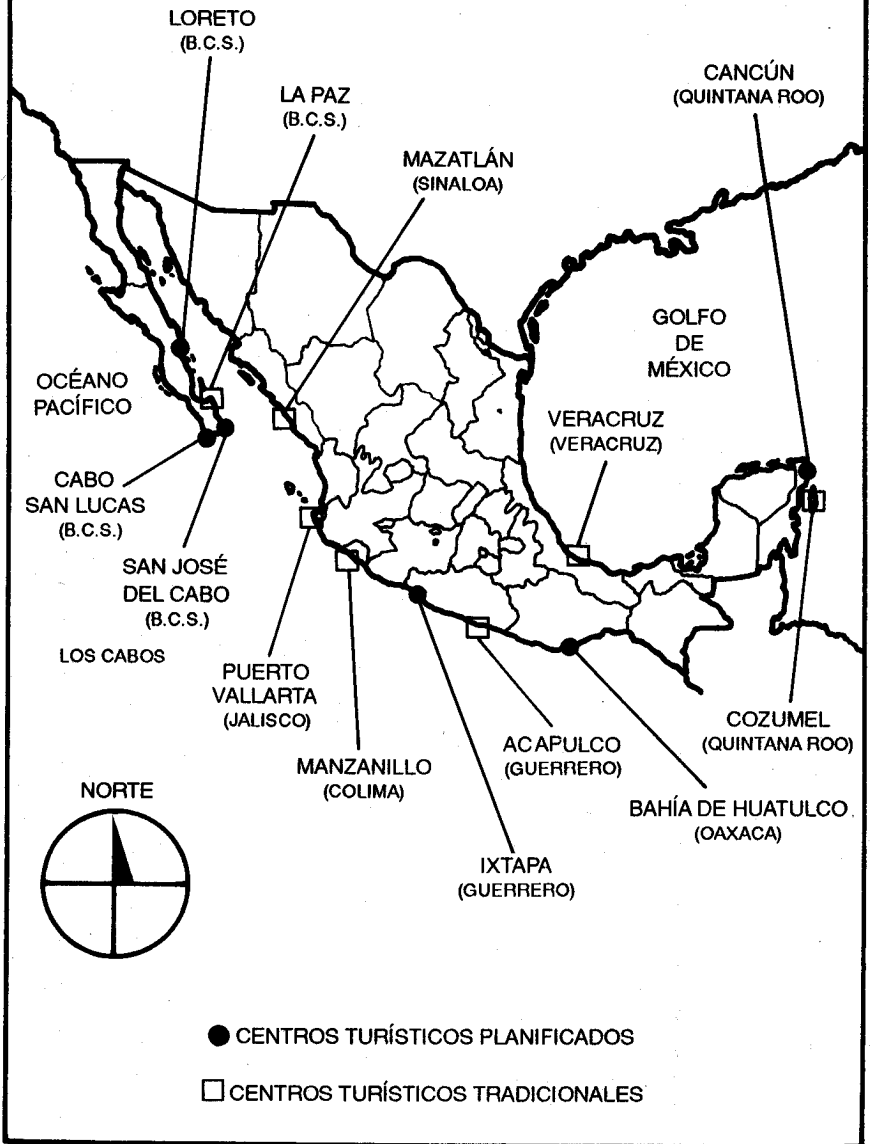 LORETO
(B.C.S.)
LA PAZ
(B.C.S.)
MAZATLÁN
(SINALOA)
CANCÚN
(QUINTANA ROO)
GOLFO
DE
MÉXICO
OCÉANO
PACÍFICO
VERACRUZ
(VERACRUZ)
CABO
SAN LUCAS
(B.C.S.)
SAN JOSÉ
DEL CABO
(B.C.S.)
LOS CABOS
PUERTO
VALLARTA
(JALISCO)
MANZANILLO
(COLIMA)
ACAPULCO
(GUERRERO)
COZUMEL
(QUINTANA ROO)
BAHÍA DE HUATULCO
(OAXACA)
IXTAPA
(GUERRERO)
NORTE
CENTROS TURÍSTICOS PLANIFICADOS
CENTROS TURÍSTICOS TRADICIONALES